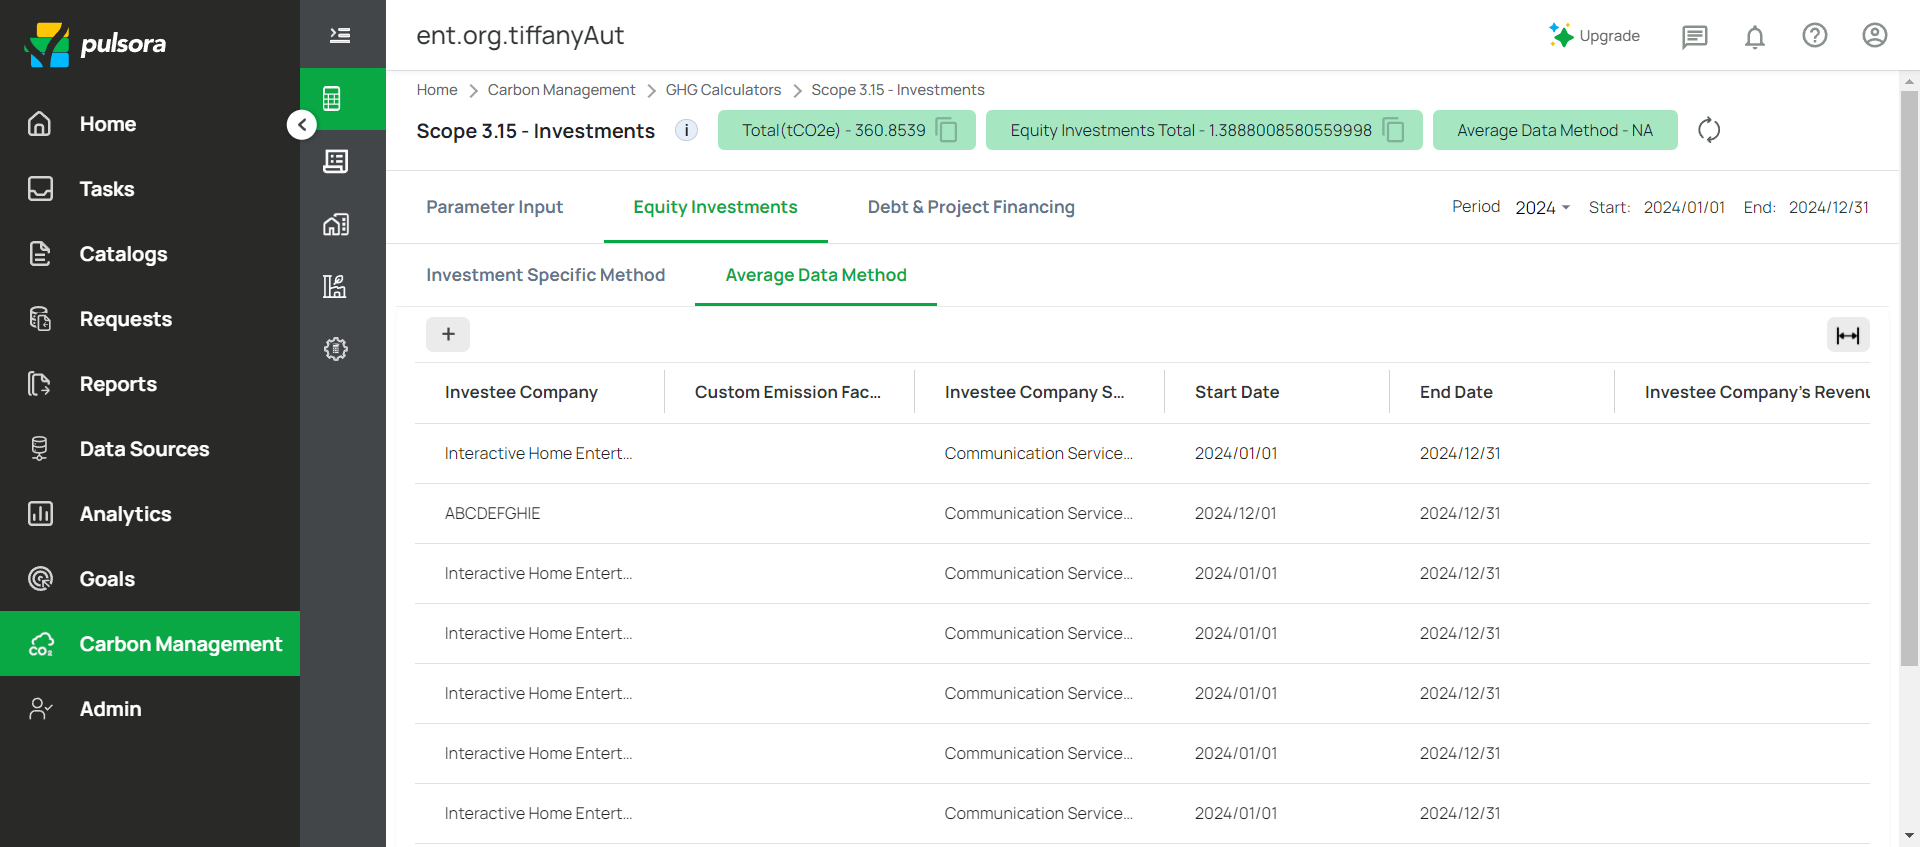 pulsora
Home
Tasks
Catalogs
Requests
Reports
Data Sources
Analytics
Goals
CO₂ Carbon Management
Admin
ent.org.tiffanyAut
Upgrade
Home > Carbon Management > GHG Calculators > Scope 3.15 - Investments
Scope 3.15 - Investments i Total(tCO2e) - 360.8539 Equity Investments Total - 1.3888008580559998 Average Data Method - NA
Parameter Input Equity Investments Debt & Project Financing Period 2024 Start: 2024/01/01 End: 2024/12/31
Investment Specific Method Average Data Method
+
Investee Company Custom Emission Fac... Investee Company S... Start Date End Date Investee Company's Revenu
Interactive Home Entert... Communication Service... 2024/01/01 2024/12/31
ABCDEFGHIE Communication Service... 2024/12/01 2024/12/31
Interactive Home Entert... Communication Service... 2024/01/01 2024/12/31
Interactive Home Entert... Communication Service... 2024/01/01 2024/12/31
Interactive Home Entert... Communication Service... 2024/01/01 2024/12/31
Interactive Home Entert... Communication Service... 2024/01/01 2024/12/31
Interactive Home Entert... Communication Service... 2024/01/01 2024/12/31